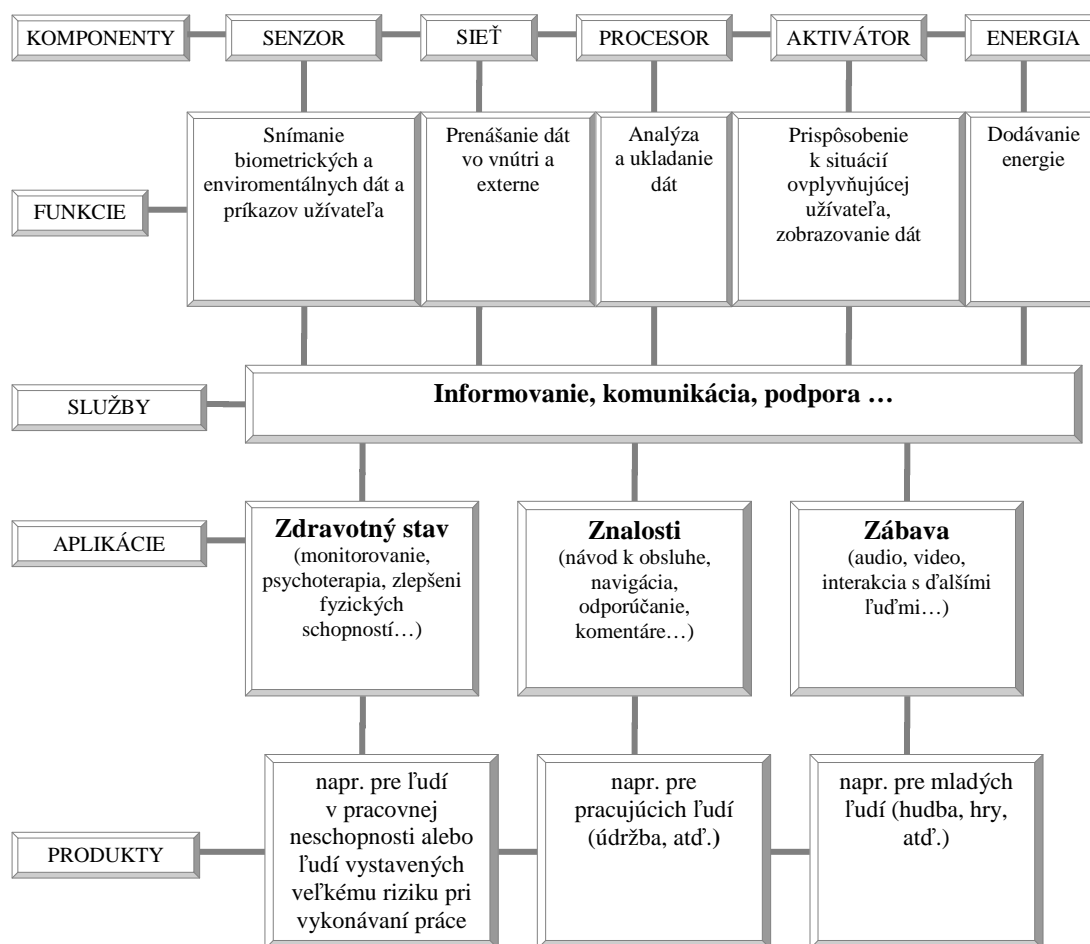 KOMPONENTY
SENZOR
SIEŤ
PROCESOR
AKTIVÁTOR
ENERGIA
FUNKCIE
Snímanie
biometrických a
enviromentálnych dát a
príkazov užívateľa
Prenášanie dát
vo vnútri a
externe
Analýza
a ukladanie
dát
Prispôsobenie
k situácií
ovplyvňujúcej
užívateľa,
zobrazovanie dát
Dodávanie
energie
SLUŽBY
Informovanie, komunikácia, podpora …
APLIKÁCIE
Zdravotný stav
(monitorovanie,
psychoterapia, zlepšeni
fyzických
schopností…)
Znalosti
(návod k obsluhe,
navigácia,
odporúčanie,
komentáre…)
Zábava
(audio, video,
interakcia s ďalšími
ľuďmi…)
PRODUKTY
napr. pre ľudí
v pracovnej
neschopnosti alebo
ľudí vystavených
veľkému riziku pri
vykonávaní práce
napr. pre
pracujúcich ľudí
(údržba, atď.)
napr. pre mladých
ľudí (hudba, hry,
atď.)